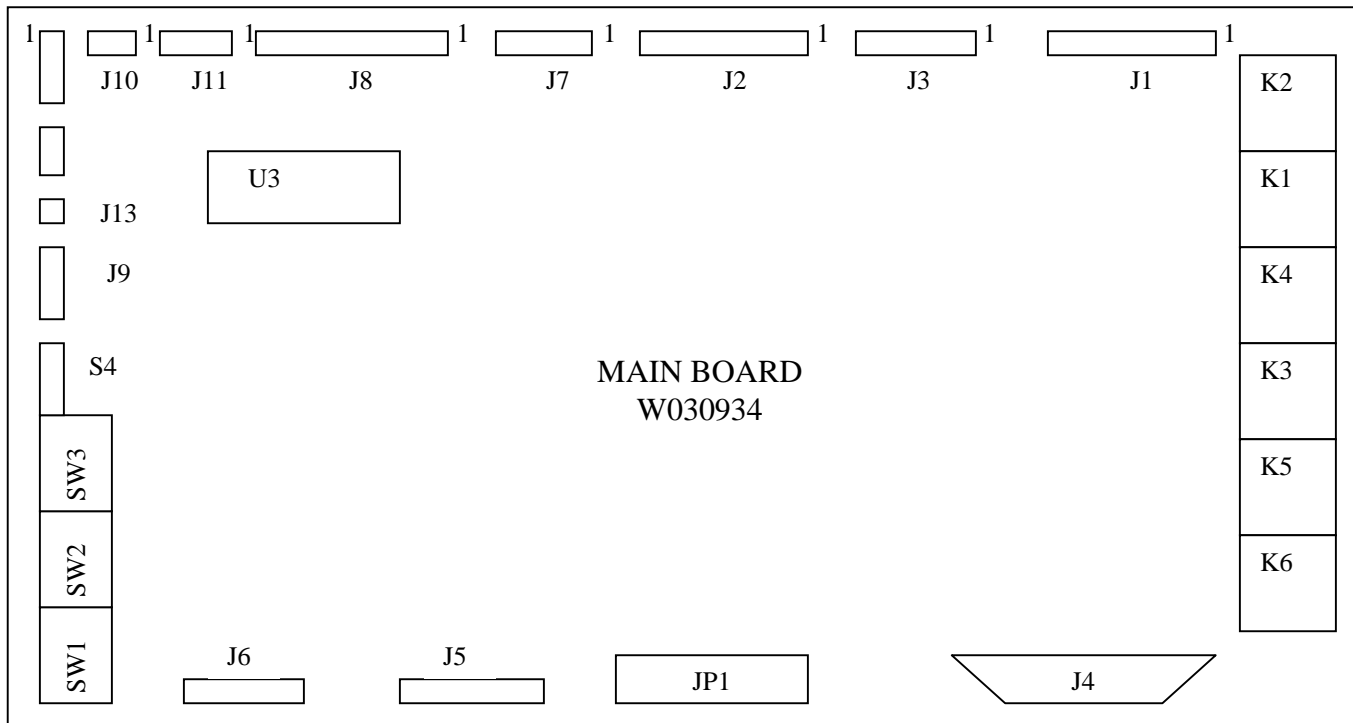 1 1 1 1 1 1 1 1
J10 J11 J8 J7 J2 J3 J1 K2
U3 K1
J13
J9 K4
S4 MAIN BOARD K3
W030934
SW3 K5
SW2 K6
SW1 J6 J5 JP1 J4